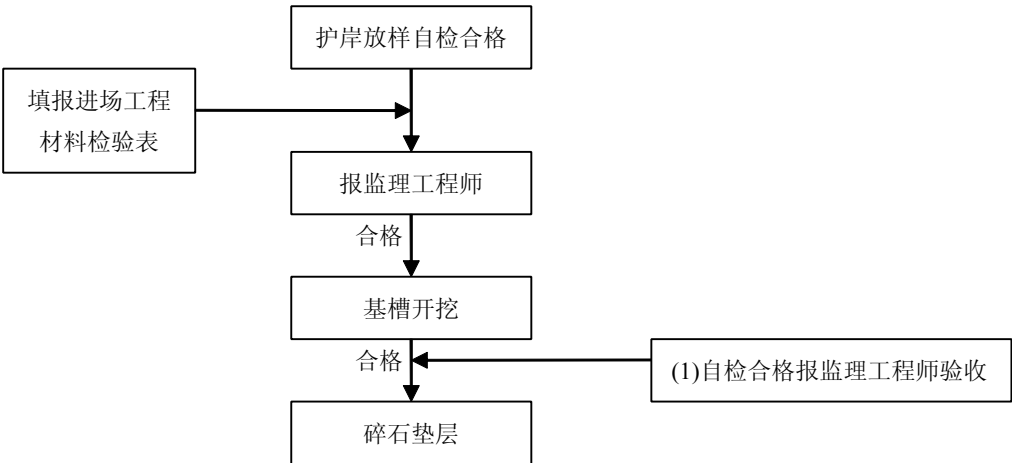 护岸放样自检合格
填报进场工程
材料检验表
报监理工程师
合格
基槽开挖
合格
(1)自检合格报监理工程师验收
碎石垫层